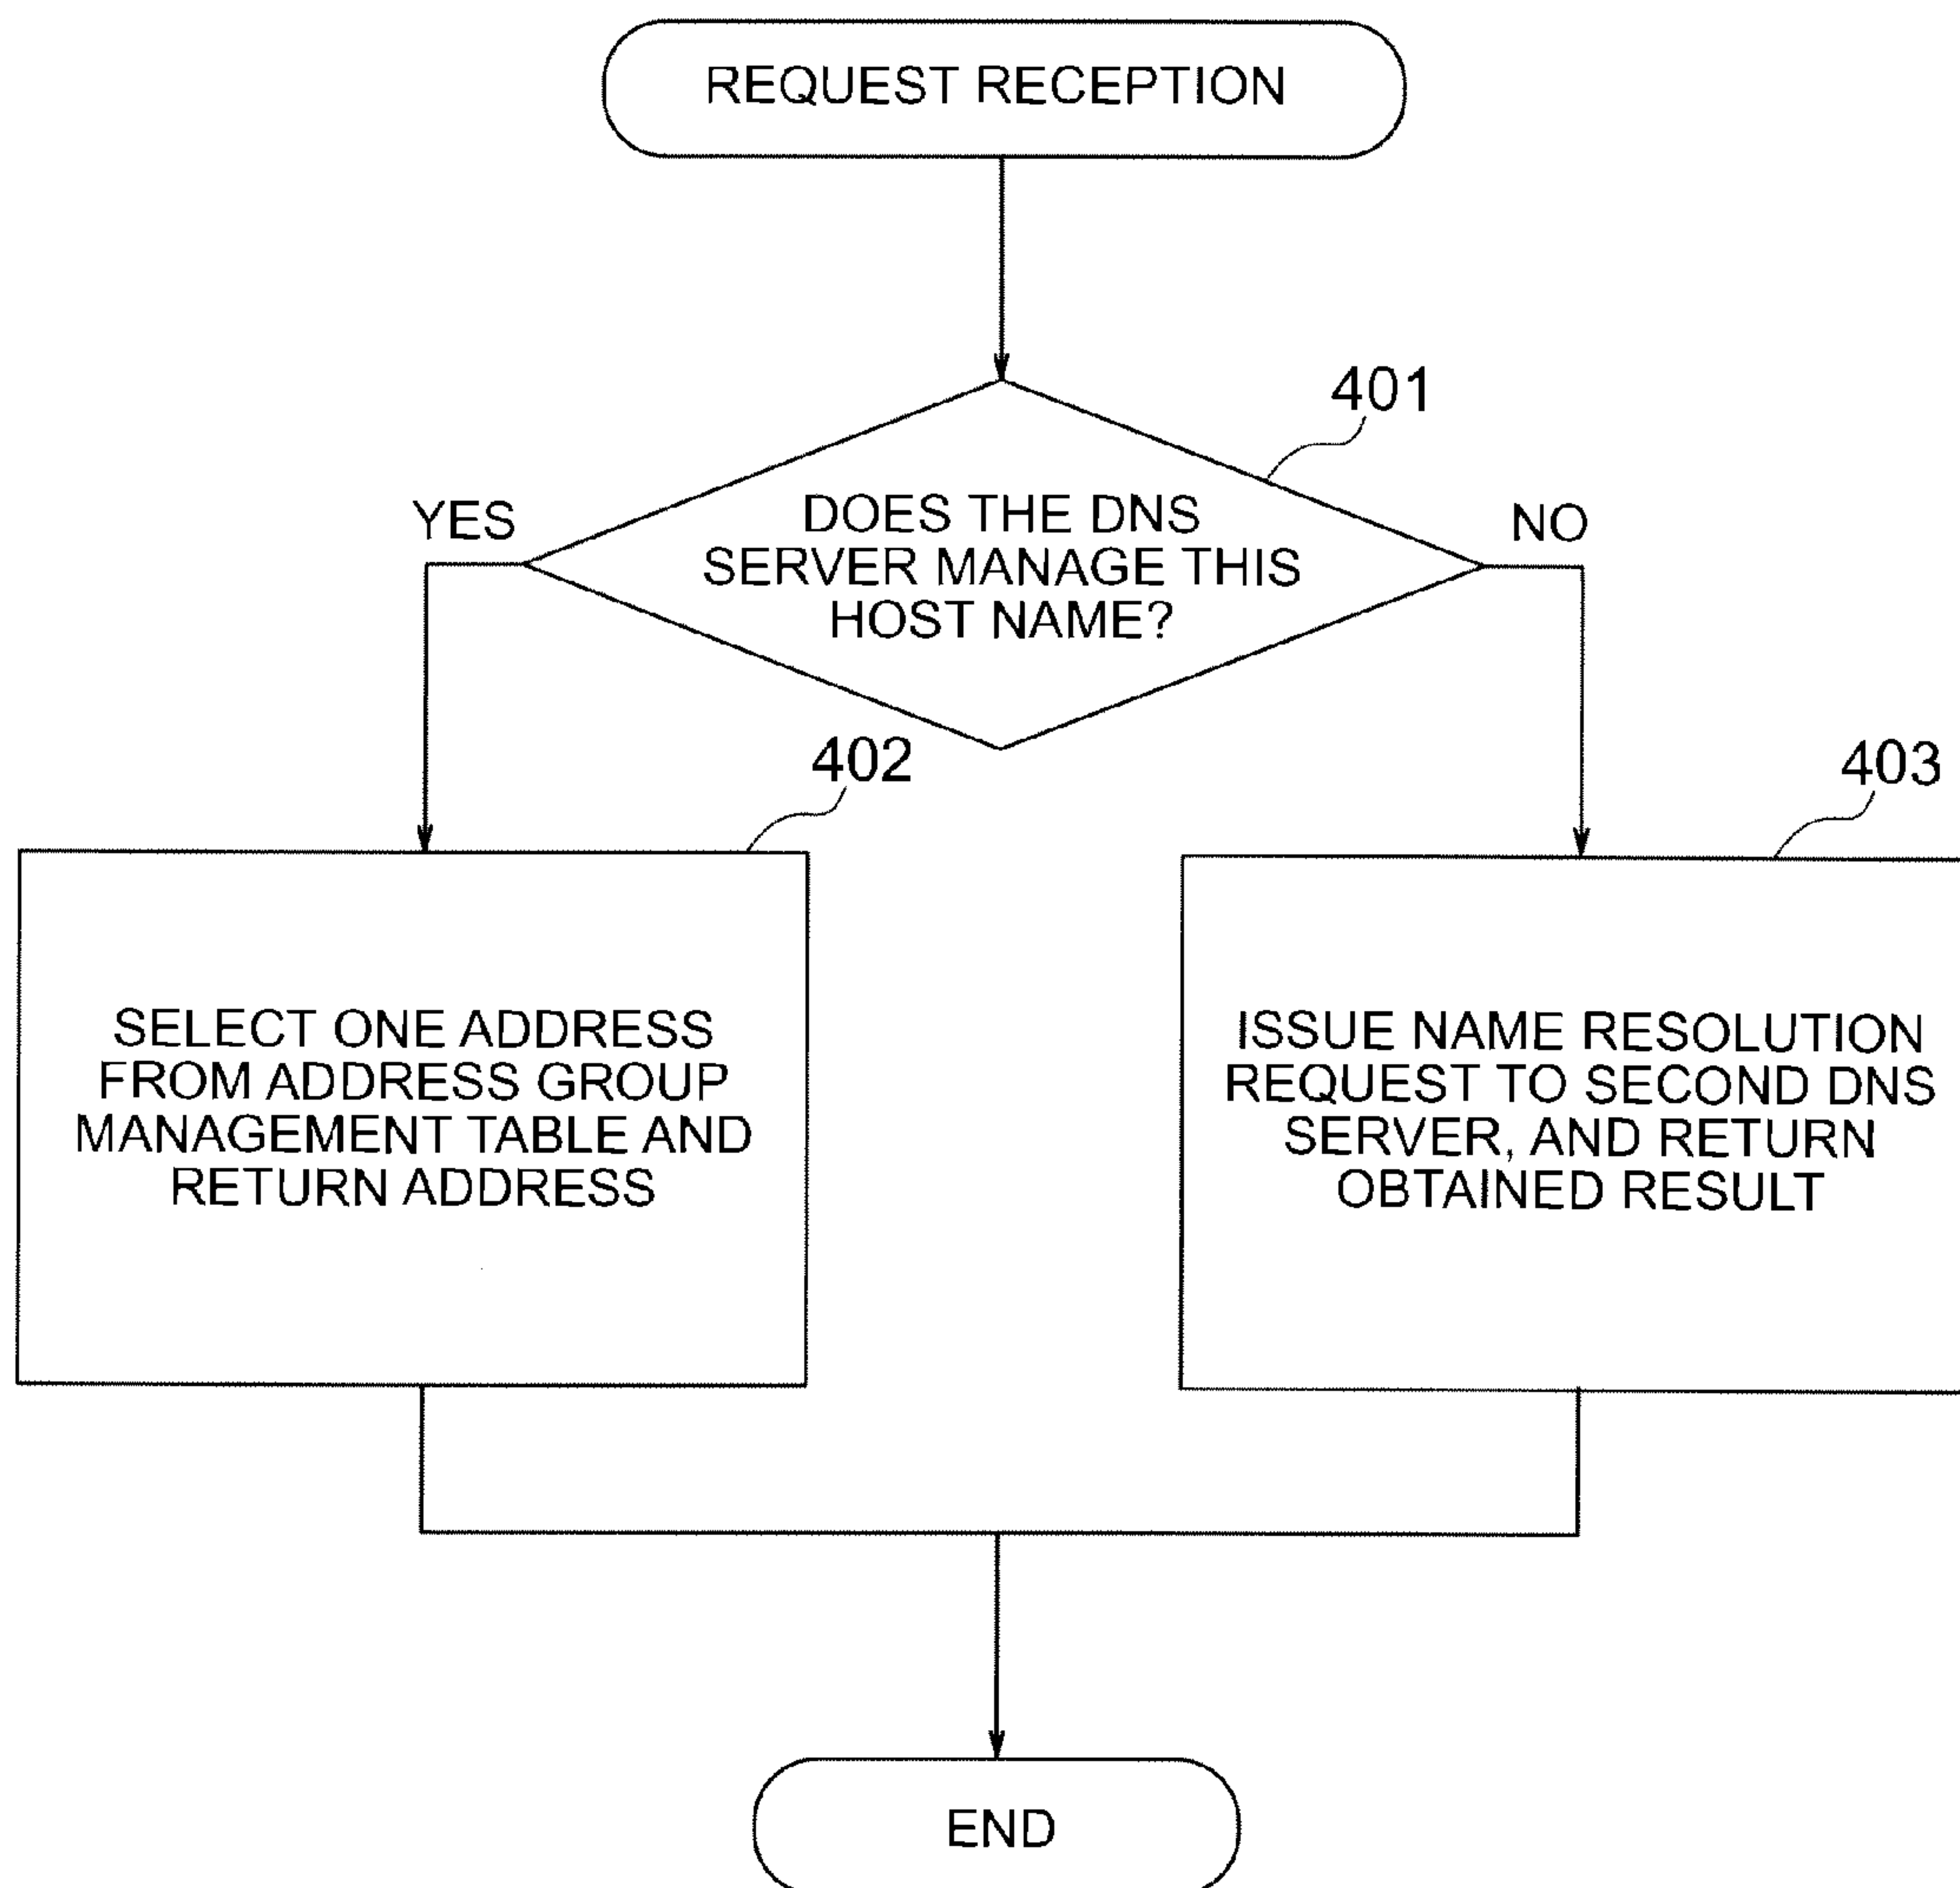 REQUEST RECEPTION
401
DOES THE DNS
SERVER MANAGE THIS
HOST NAME?
YES
NO
402
SELECT ONE ADDRESS
FROM ADDRESS GROUP
MANAGEMENT TABLE AND
RETURN ADDRESS
403
ISSUE NAME RESOLUTION
REQUEST TO SECOND DNS
SERVER, AND RETURN
OBTAINED RESULT
END